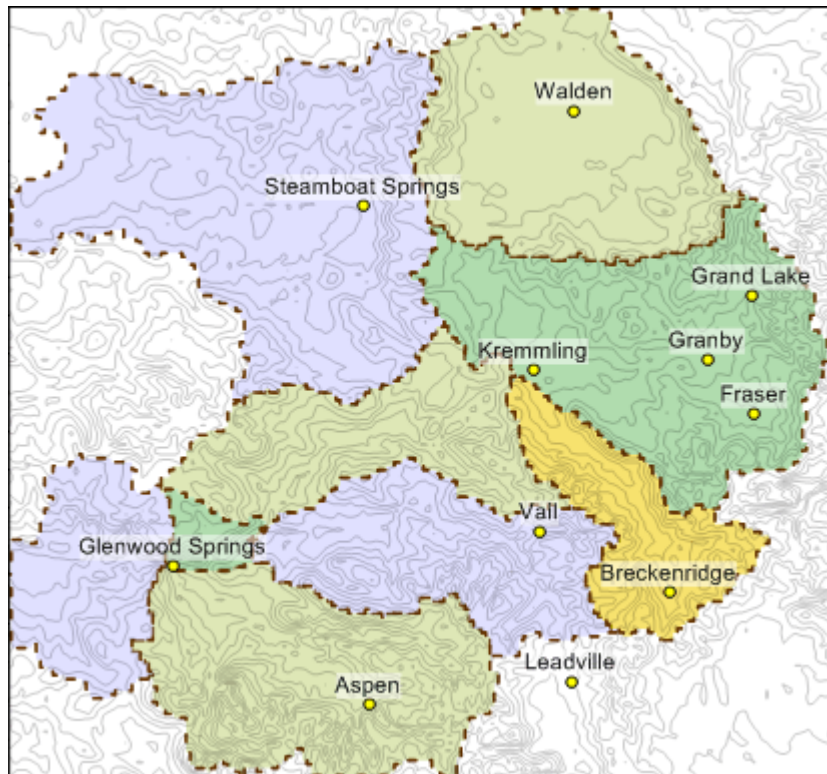 Walden
Steamboat Springs
Grand Lake
Kremmling
Granby
Fraser
Vail
Glenwood Springs
Breckenridge
Leadville
Aspen